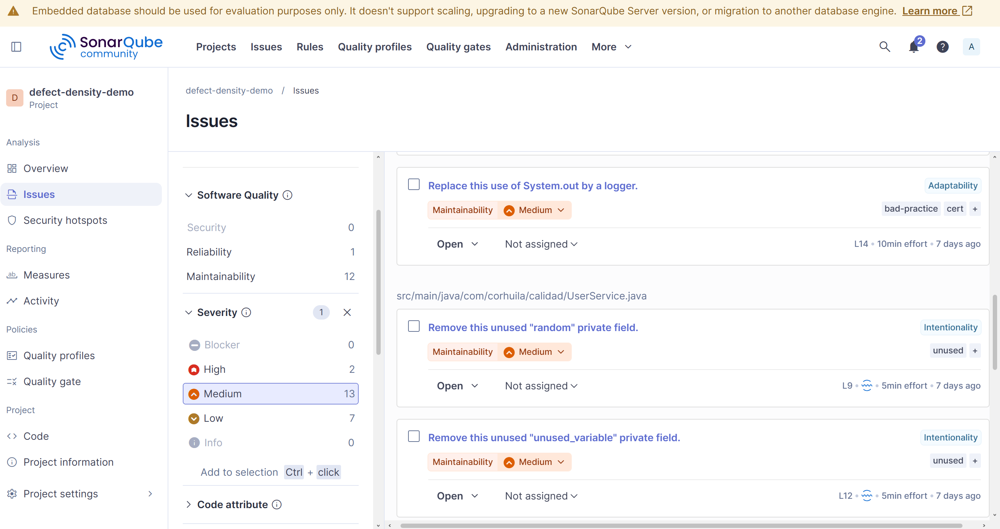 Embedded database should be used for evaluation purposes only. It doesn't support scaling, upgrading to a new SonarQube Server version, or migration to another database engine. Learn more
SonarQube community
Projects Issues Rules Quality profiles Quality gates Administration More
2
A
D
defect-density-demo
Project
Analysis
Overview
Issues
Security hotspots
Reporting
Measures
Activity
Policies
Quality profiles
Quality gate
Project
Code
Project information
Project settings
defect-density-demo / Issues
Issues
Software Quality
Security 0
Reliability 1
Maintainability 12
Severity 1
Blocker 0
High 2
Medium 13
Low 7
Info 0
Add to selection Ctrl + click
Code attribute
Replace this use of System.out by a logger. Adaptability
Maintainability Medium bad-practice cert +
Open Not assigned L14 • 10min effort • 7 days ago
src/main/java/com/corhuila/calidad/UserService.java
Remove this unused "random" private field. Intentionality
Maintainability Medium unused +
Open Not assigned L9 • • 5min effort • 7 days ago
Remove this unused "unused_variable" private field. Intentionality
Maintainability Medium unused +
Open Not assigned L12 • • 5min effort • 7 days ago